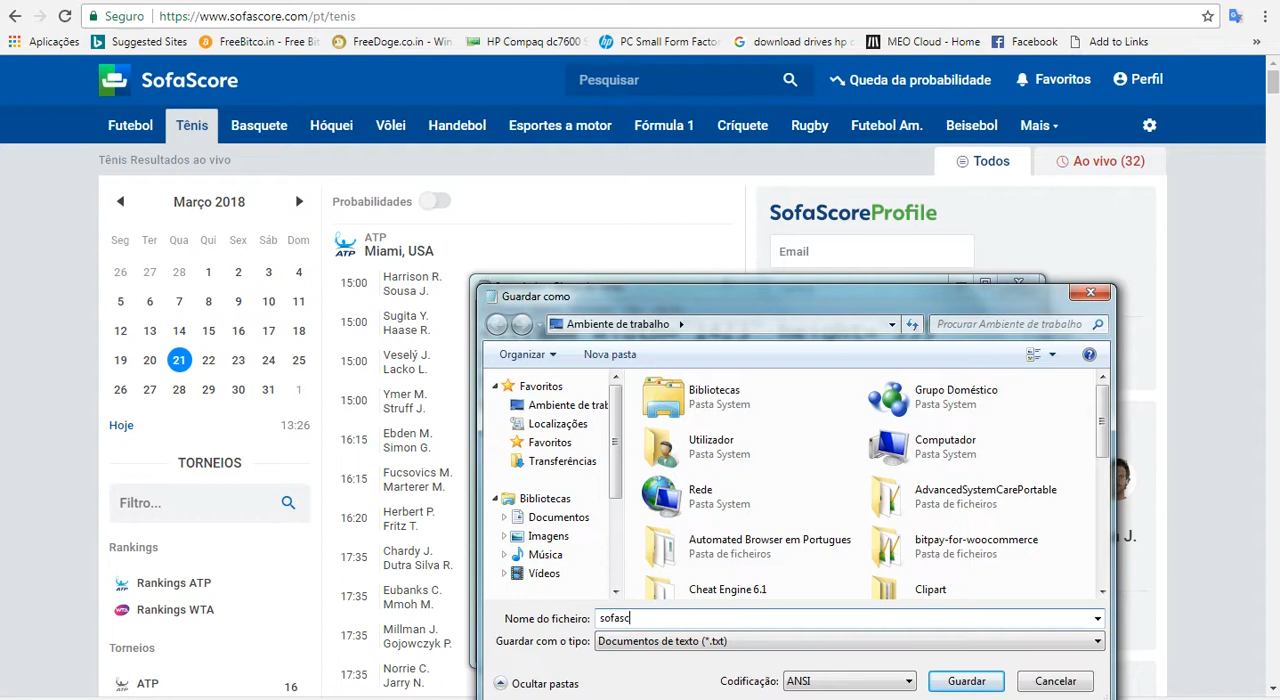 Seguro https://www.sofascore.com/pt/tenis
Aplicações Suggested Sites FreeBitco.in - Free Bi FreeDoge.co.in - Win HP Compaq dc7600 S PC Small Form Facto download drives hp c MEO Cloud - Home Facebook Add to Links »
SofaScore Pesquisar Queda da probabilidade Favoritos Perfil
Futebol Tênis Basquete Hóquei Vôlei Handebol Esportes a motor Fórmula 1 Críquete Rugby Futebol Am. Beisebol Mais
Tênis Resultados ao vivo Todos Ao vivo (32)
Março 2018
Seg Ter Qua Qui Sex Sáb Dom
26 27 28 1 2 3 4
5 6 7 8 9 10 11
12 13 14 15 16 17 18
19 20 21 22 23 24 25
26 27 28 29 30 31 1
Hoje 13:26
TORNEIOS
Filtro...
Rankings
ATP Rankings ATP
WTA Rankings WTA
Torneios
ATP ATP 16
Probabilidades
ATP
ATP Miami, USA
15:00 Harrison R.
Sousa J.
15:00 Sugita Y.
Haase R.
15:00 Veselý J.
Lacko L.
15:00 Ymer M.
Struff J.
16:15 Ebden M.
Simon G.
16:15 Fucsovics M.
Marterer M.
16:20 Herbert P.
Fritz T.
17:35 Chardy J.
Dutra Silva R.
17:35 Eubanks C.
Mmoh M.
17:35 Millman J.
Gojowczyk P.
17:35 Norrie C.
Jarry N.
SofaScoreProfile
Email
Guardar como
Ambiente de trabalho
Procurar Ambiente de trabalho
Organizar Nova pasta
Favoritos
Ambiente de trab
Localizações
Favoritos
Transferências
Bibliotecas
Documentos
Imagens
Música
Vídeos
Bibliotecas
Pasta System
Grupo Doméstico
Pasta System
Utilizador
Pasta System
Computador
Pasta System
Rede
Pasta System
AdvancedSystemCarePortable
Pasta de ficheiros
Automated Browser em Portugues
Pasta de ficheiros
bitpay-for-woocommerce
Pasta de ficheiros
Cheat Engine 6.1
Clipart
Nome do ficheiro: sofasc
Guardar com o tipo: Documentos de texto (*.txt)
Ocultar pastas Codificação: ANSI Guardar Cancelar